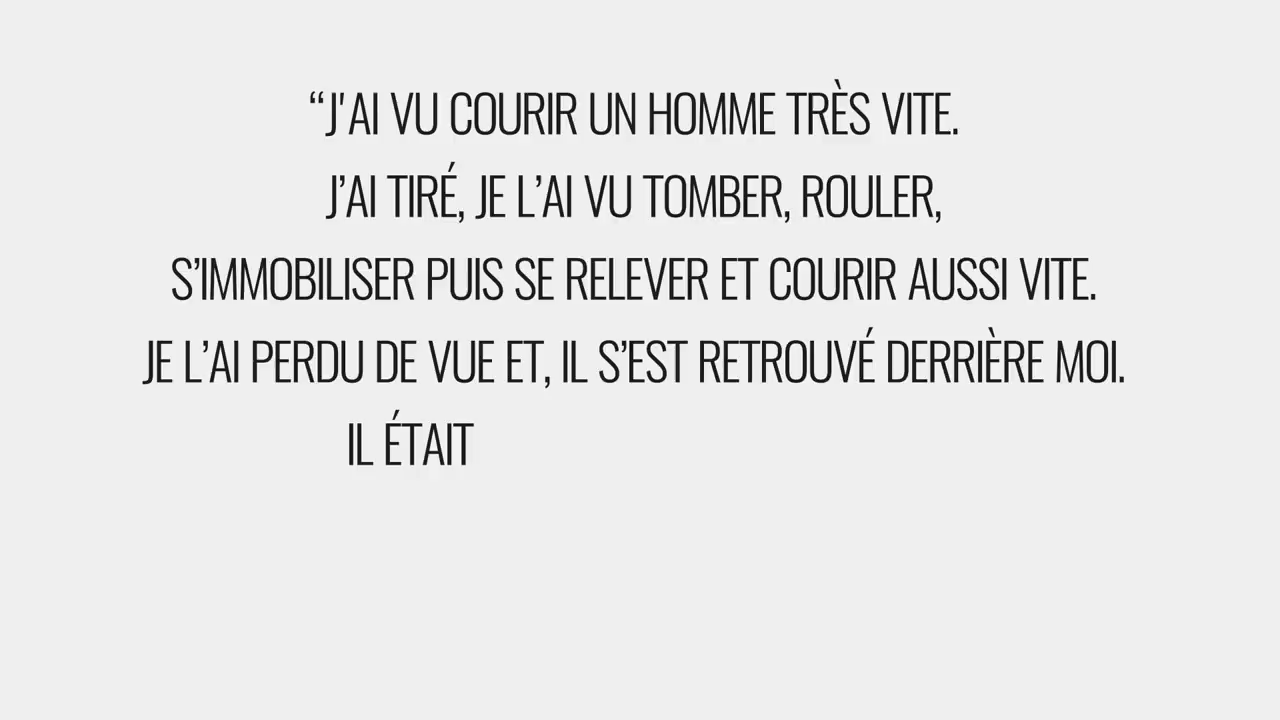 “J'AI VU COURIR UN HOMME TRÈS VITE.
J’AI TIRÉ, JE L’AI VU TOMBER, ROULER,
S’IMMOBILISER PUIS SE RELEVER ET COURIR AUSSI VITE.
JE L’AI PERDU DE VUE ET, IL S’EST RETROUVÉ DERRIÈRE MOI.
IL ÉTAIT